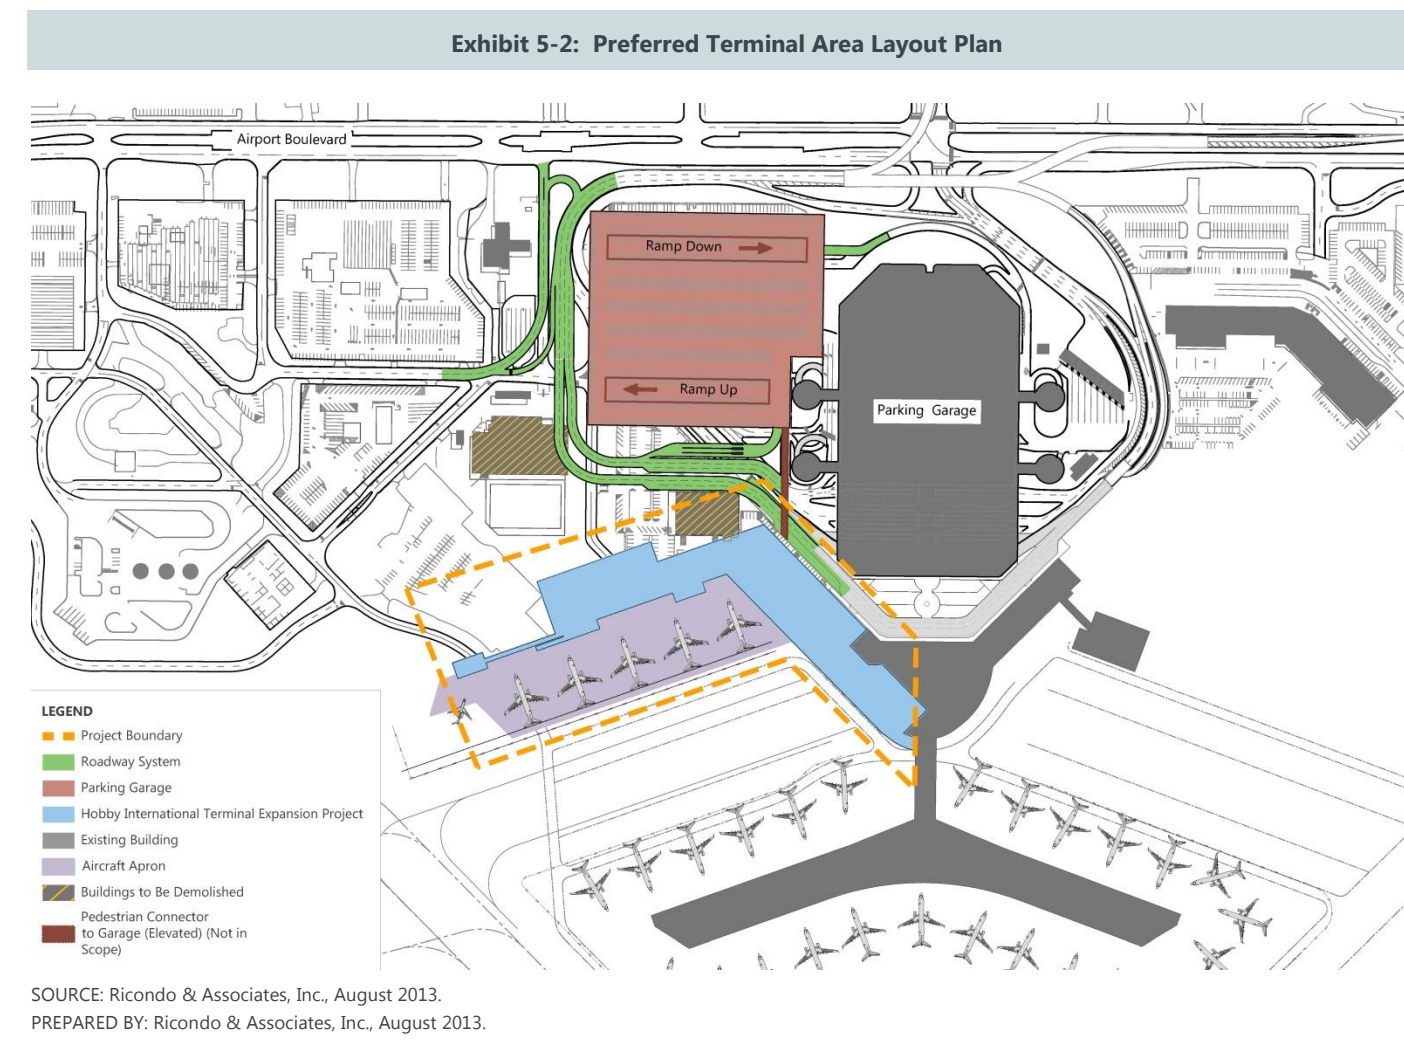 Exhibit 5-2:  Preferred Terminal Area Layout Plan
Airport Boulevard
Ramp Down
Ramp Up
Parking Garage
LEGEND
Project Boundary
Roadway System
Parking Garage
Hobby International Terminal Expansion Project
Existing Building
Aircraft Apron
Buildings to Be Demolished
Pedestrian Connector
to Garage (Elevated) (Not in
Scope)
SOURCE: Ricondo & Associates, Inc., August 2013.
PREPARED BY: Ricondo & Associates, Inc., August 2013.